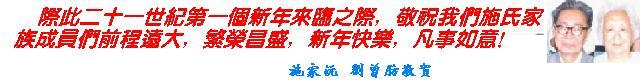 際此二十一世紀第一個新年來臨之際，敬祝我們施氏家
族成員們前程遠大，繁榮昌盛，新年快樂，凡事如意！
施家沅 劉曾肪敬賀